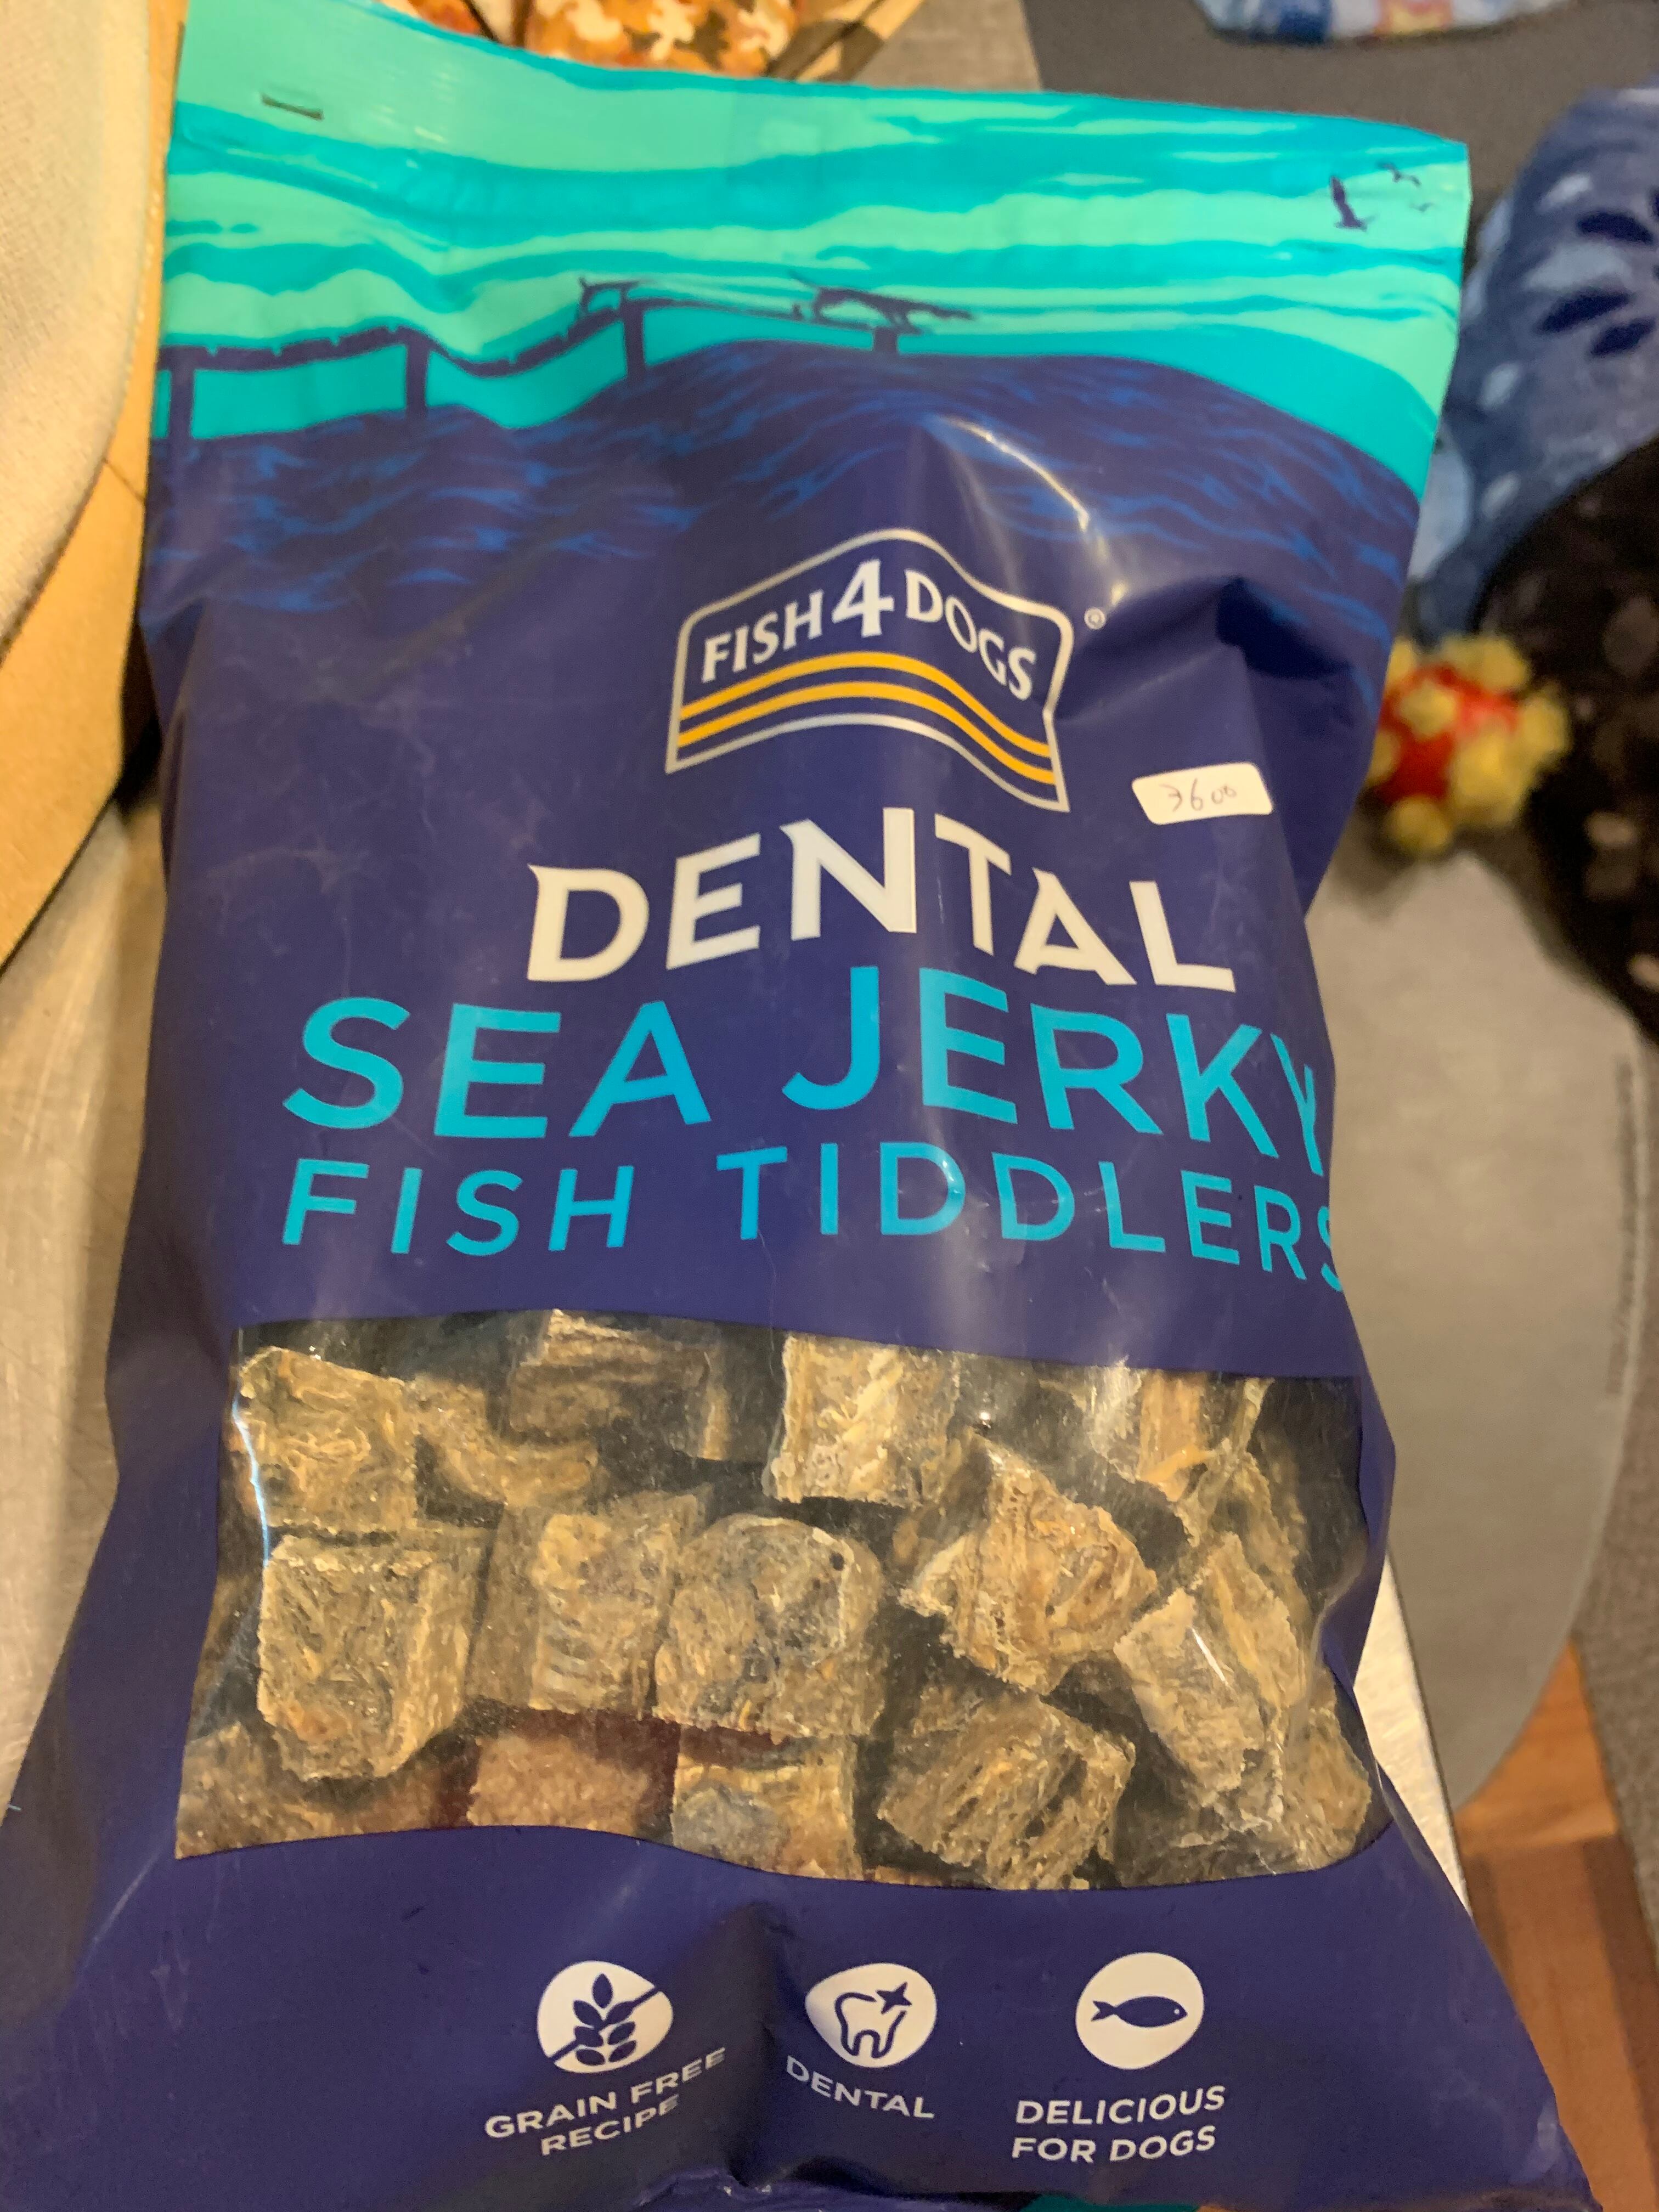 FISH4DOGS®
3600
DENTAL
SEA JERKY
FISH TIDDLERS
GRAIN FREE
RECIPE
DENTAL
DELICIOUS
FOR DOGS